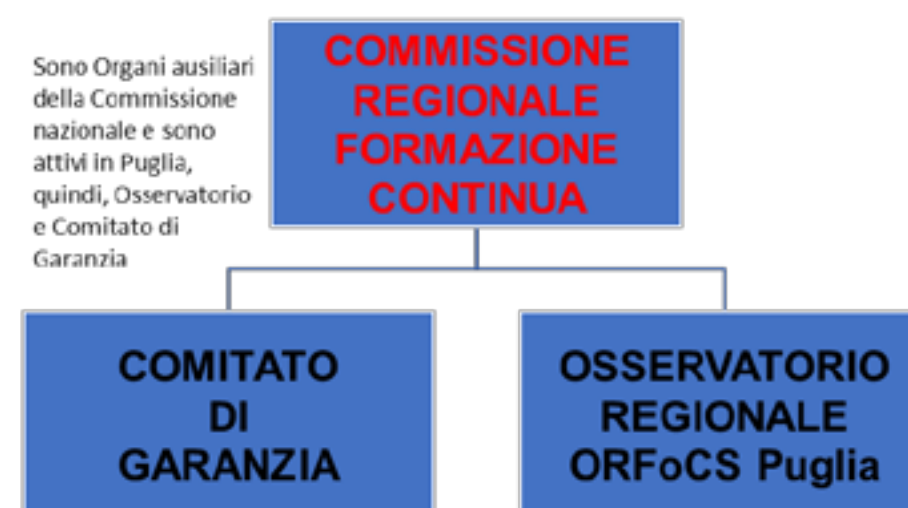 Sono Organi ausiliari
della Commissione
nazionale e sono
attivi in Puglia,
quindi, Osservatorio
e Comitato di
Garanzia
COMMISSIONE
REGIONALE
FORMAZIONE
CONTINUA
COMITATO
DI
GARANZIA
OSSERVATORIO
REGIONALE
ORFoCS Puglia